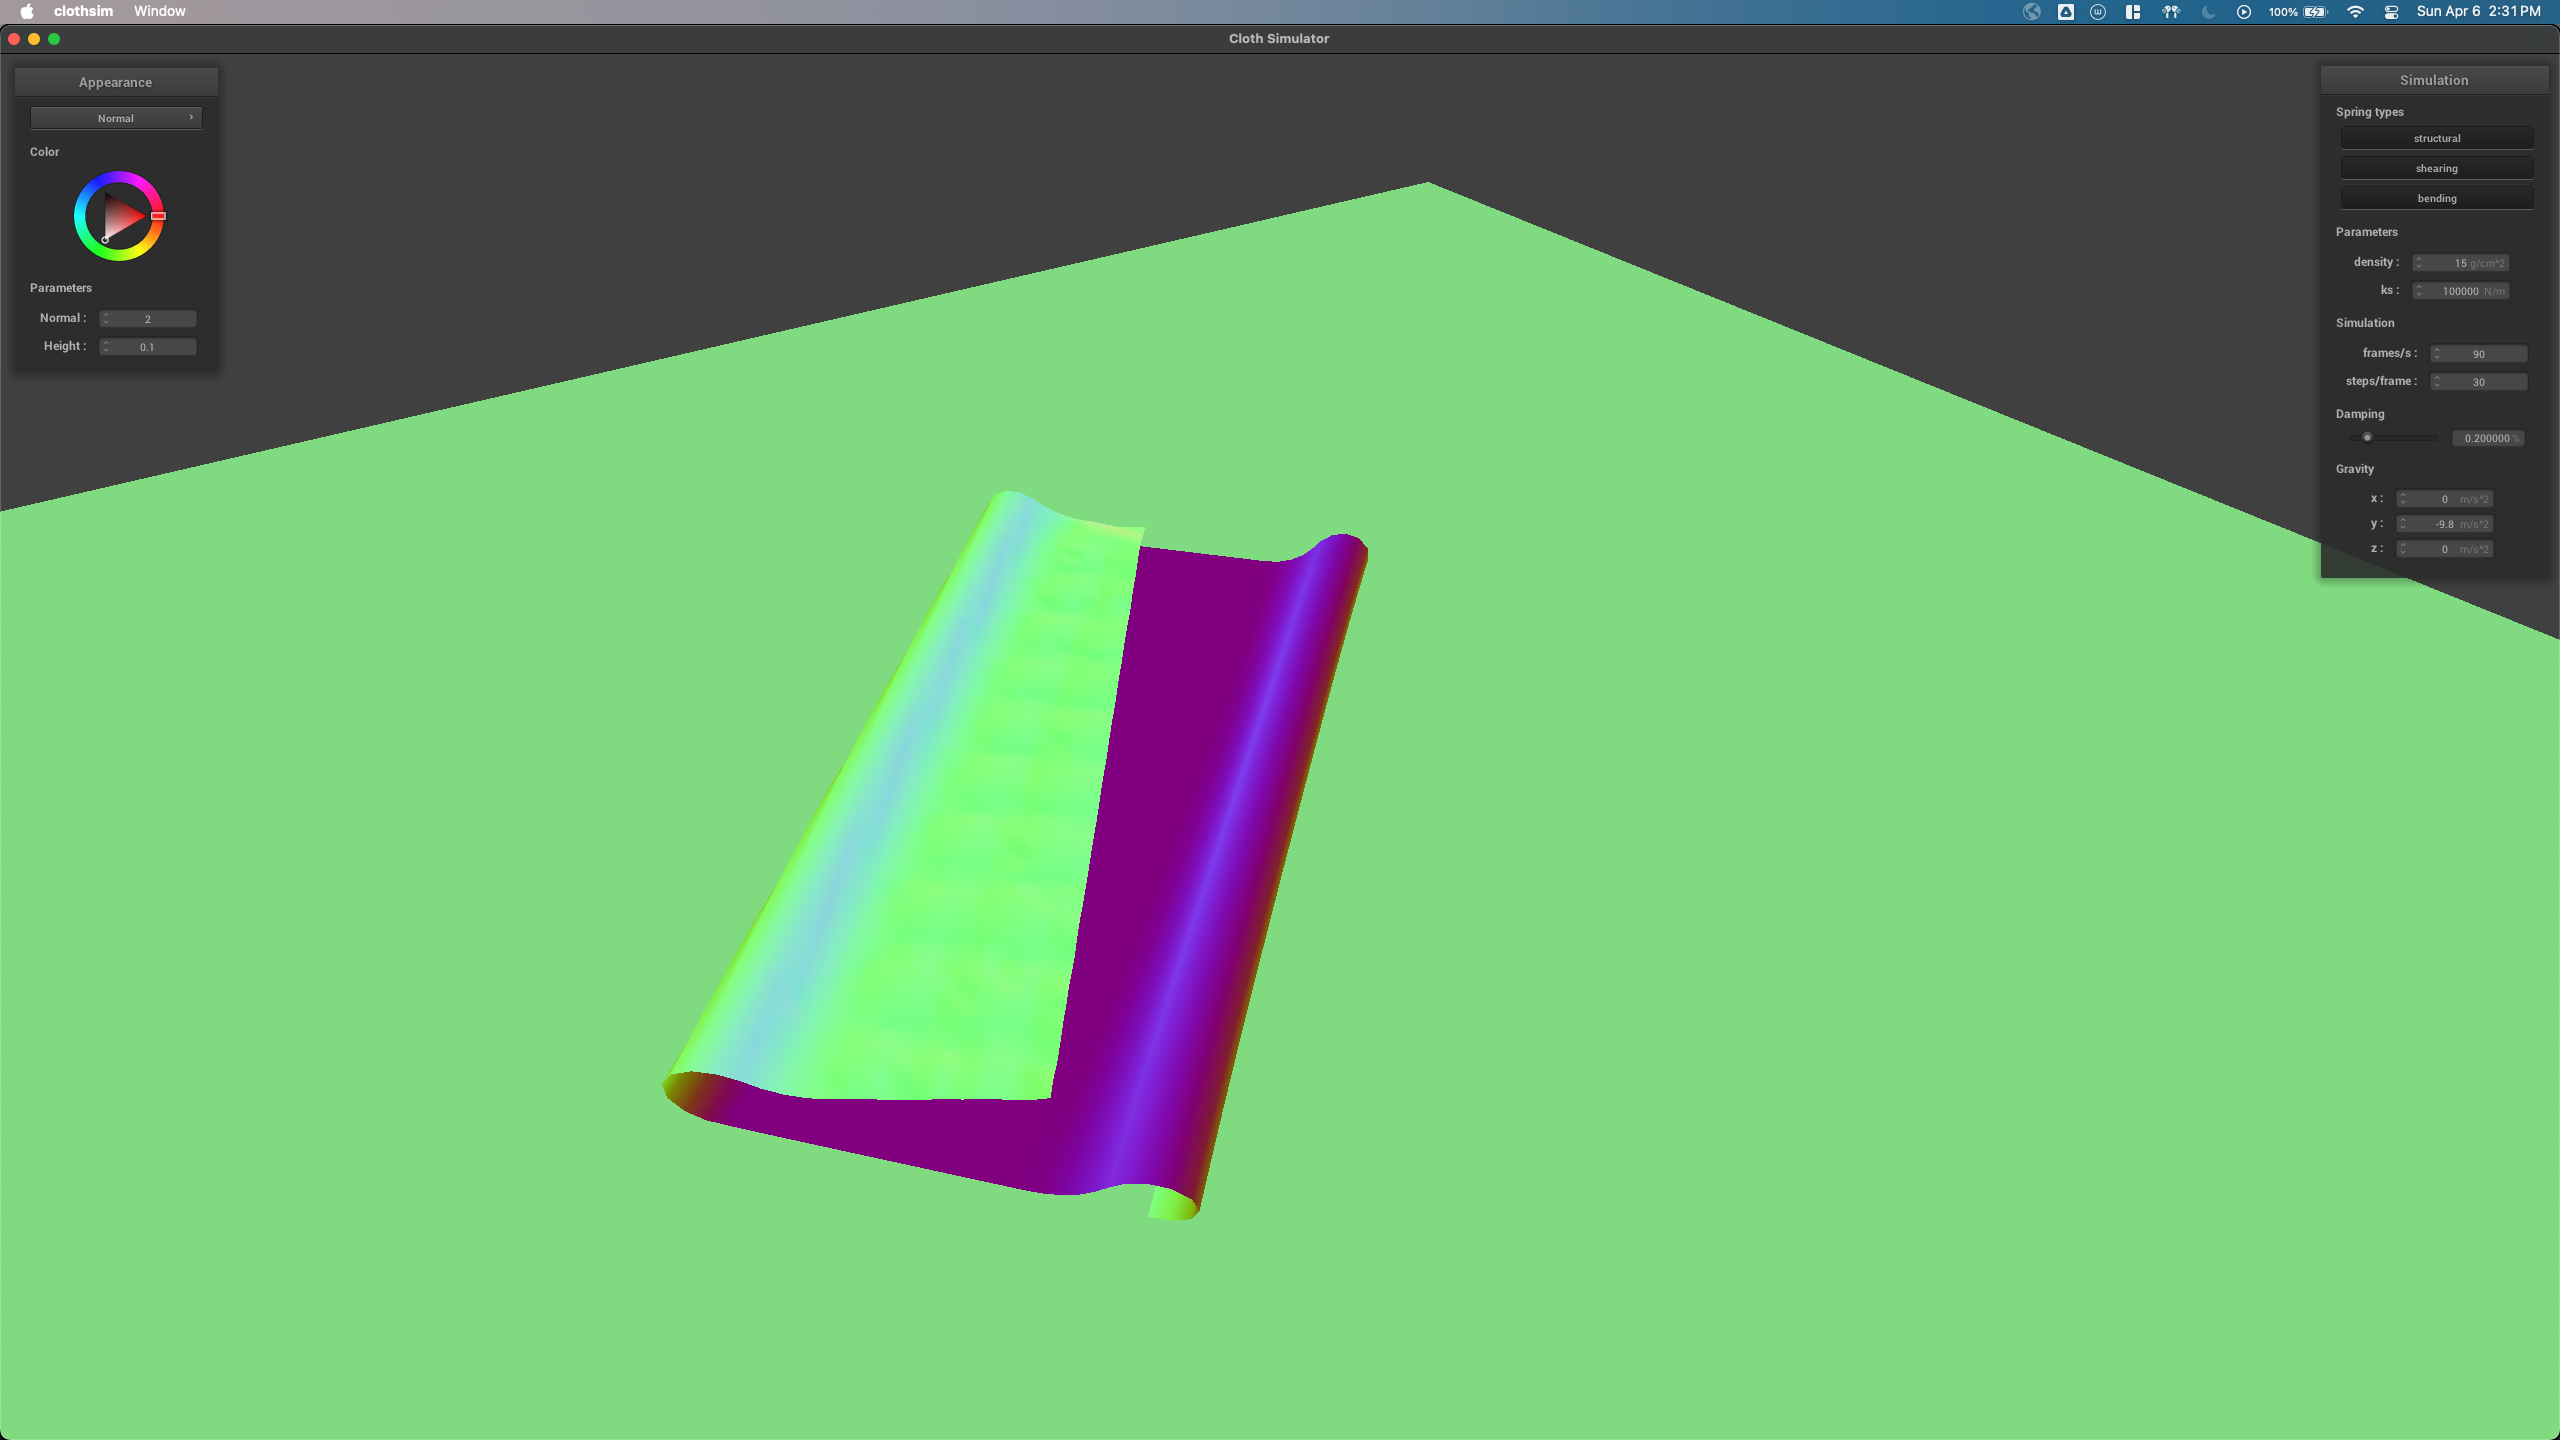 clothsim Window
100% Sun Apr 6 2:31 PM
Cloth Simulator
Appearance
Normal
Color
Parameters
Normal : 2
Height : 0.1
Simulation
Spring types
structural
shearing
bending
Parameters
density : 15 g/cm^2
ks : 100000 N/m
Simulation
frames/s : 90
steps/frame : 30
Damping
0.200000 %
Gravity
x : 0 m/s^2
y : -9.8 m/s^2
z : 0 m/s^2